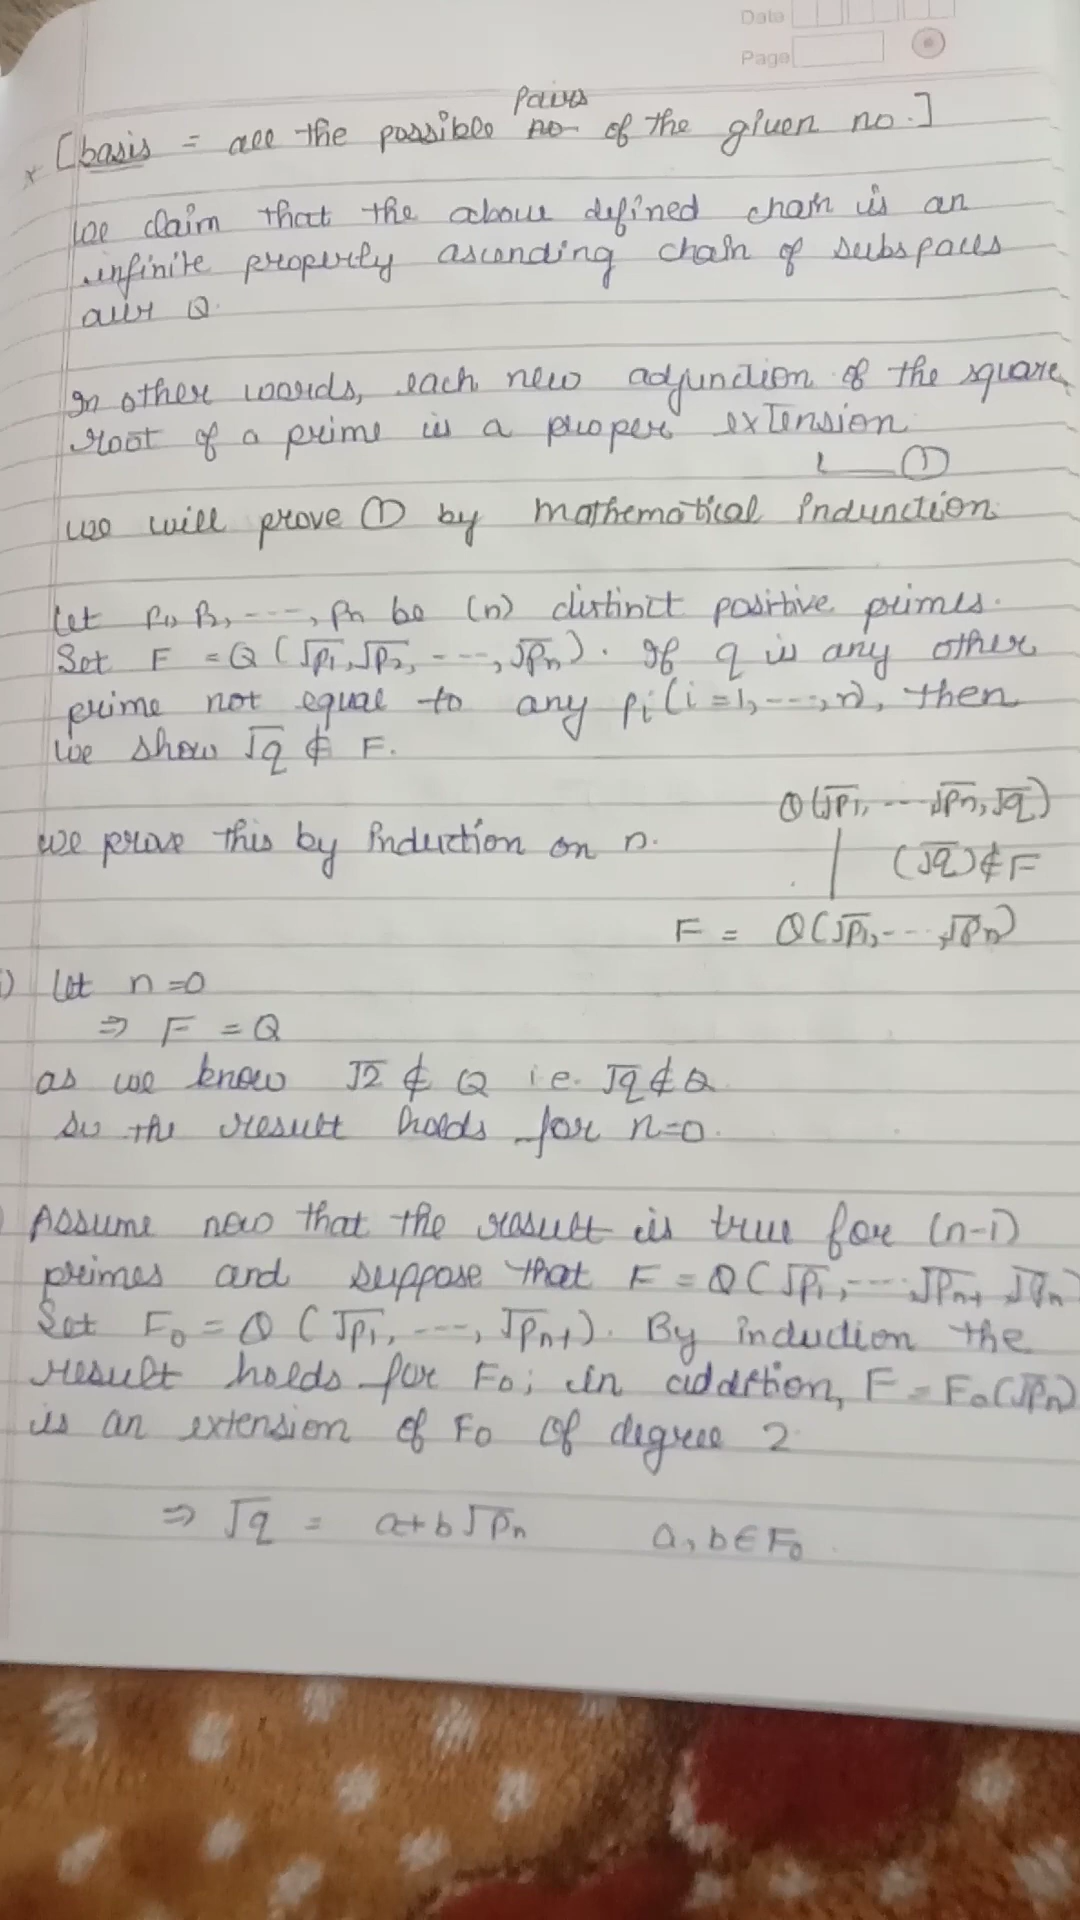 Data
Page
Pairs
* [basis = all the possible no of the given no.]
we claim that the above defined chain is an
infinite properly ascending chain of subspaces
over Q.
In other words, each new adjunction of the square
root of a prime is a proper extension.
①
we will prove ① by mathematical Indunction.
Let p₁, p₂, ---, pn be (n) distinct positive primes.
Set F = Q (√p₁, √p₂, ---, √pn). If q is any other
prime not equal to any pi (i=1, ---, n), then
we show √q ∉ F.
Q(√p₁, --- √pn, √q)
we prove this by Induction on n.
(√q) ∉ F
F = Q(√p₁, --- , √pn)
i) Let n=0
⇒ F = Q
as we know √2 ∉ Q i.e. √q ∉ Q
so the result holds for n=0.
Assume now that the result is true for (n-1)
primes and suppose that F = Q (√p₁, --- √pn-1, √pn
Set F₀ = Q (√p₁, ---, √pn-1). By induction the
result holds for F₀; in addition, F = F₀(√pn)
is an extension of F₀ of degree 2
⇒ √q = a+b√pn a, b ∈ F₀